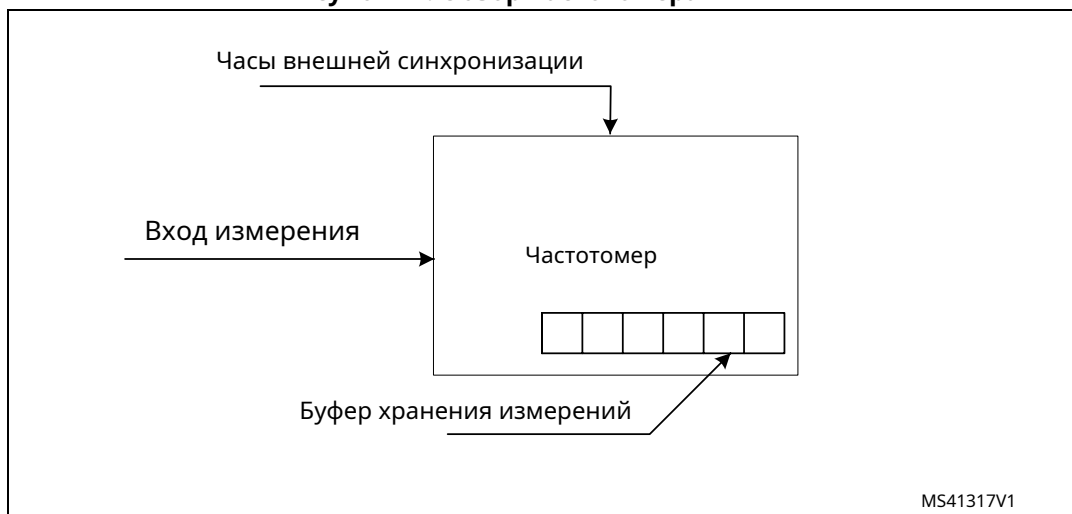 Часы внешней синхронизации
Вход измерения
Частотомер
Буфер хранения измерений
MS41317V1